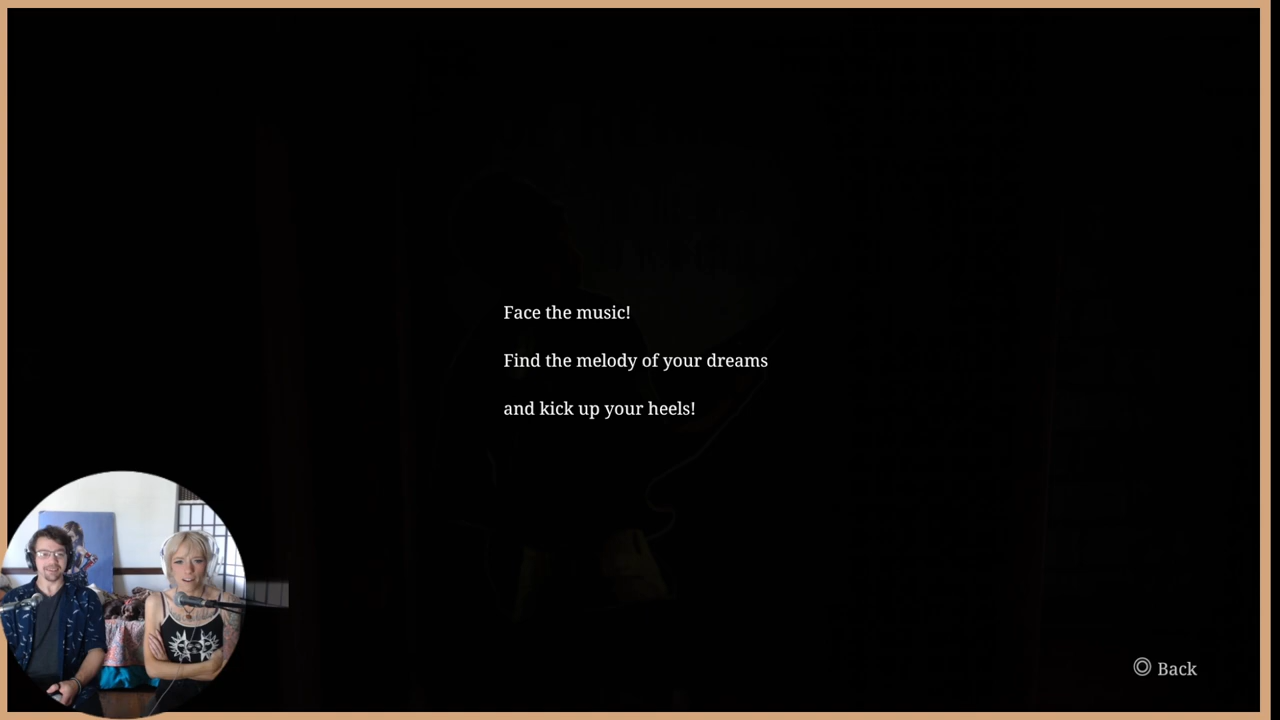 Face the music!
Find the melody of your dreams
and kick up your heels!
Back